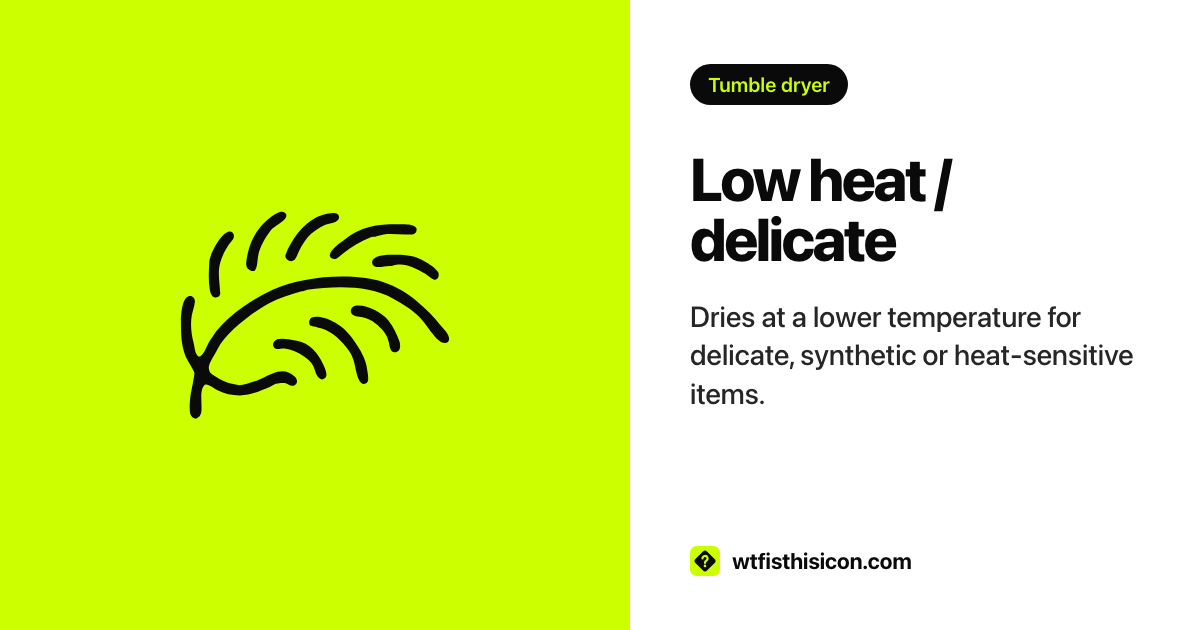 Tumble dryer
Low heat /
delicate
Dries at a lower temperature for
delicate, synthetic or heat-sensitive
items.
?
wtfisthisicon.com